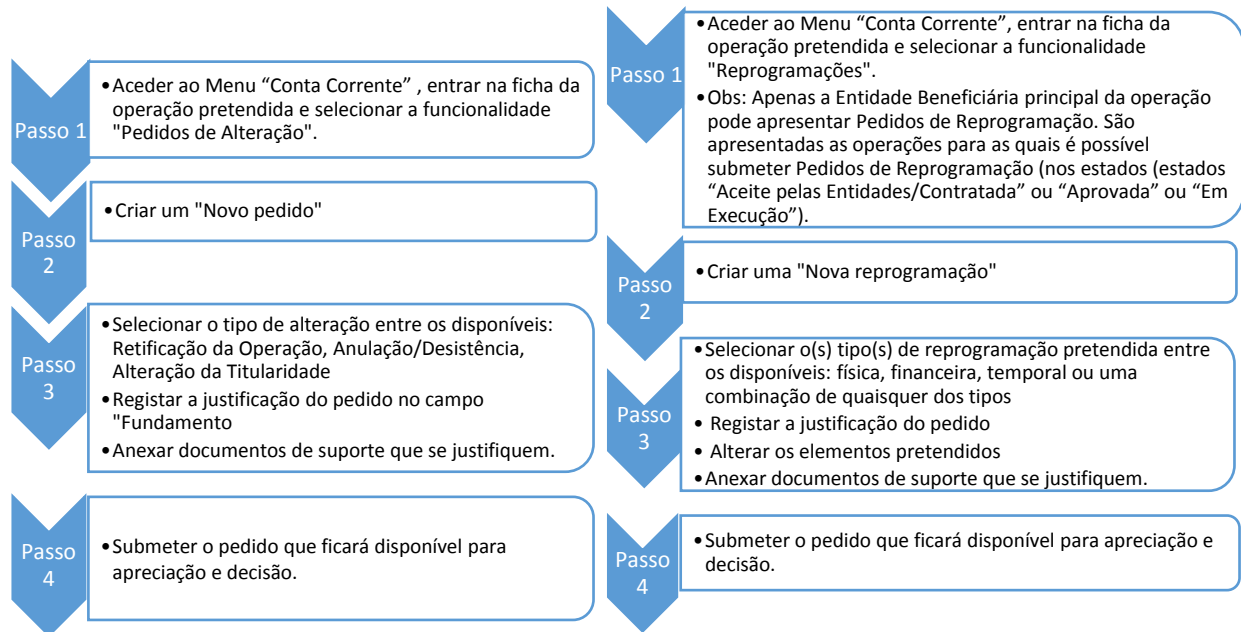 Passo 1
•Aceder ao Menu “Conta Corrente” , entrar na ficha da
operação pretendida e selecionar a funcionalidade
"Pedidos de Alteração".
Passo
2
•Criar um "Novo pedido"
Passo
3
•Selecionar o tipo de alteração entre os disponíveis:
Retificação da Operação, Anulação/Desistência,
Alteração da Titularidade
•Registar a justificação do pedido no campo
"Fundamento
•Anexar documentos de suporte que se justifiquem.
Passo
4
•Submeter o pedido que ficará disponível para
apreciação e decisão.
Passo 1
•Aceder ao Menu “Conta Corrente”, entrar na ficha da
operação pretendida e selecionar a funcionalidade
"Reprogramações".
•Obs: Apenas a Entidade Beneficiária principal da operação
pode apresentar Pedidos de Reprogramação. São
apresentadas as operações para as quais é possível
submeter Pedidos de Reprogramação (nos estados (estados
“Aceite pelas Entidades/Contratada” ou “Aprovada” ou “Em
Execução”).
Passo
2
•Criar uma "Nova reprogramação"
Passo
3
•Selecionar o(s) tipo(s) de reprogramação pretendida entre
os disponíveis: física, financeira, temporal ou uma
combinação de quaisquer dos tipos
• Registar a justificação do pedido
• Alterar os elementos pretendidos
•Anexar documentos de suporte que se justifiquem.
Passo
4
•Submeter o pedido que ficará disponível para apreciação e
decisão.